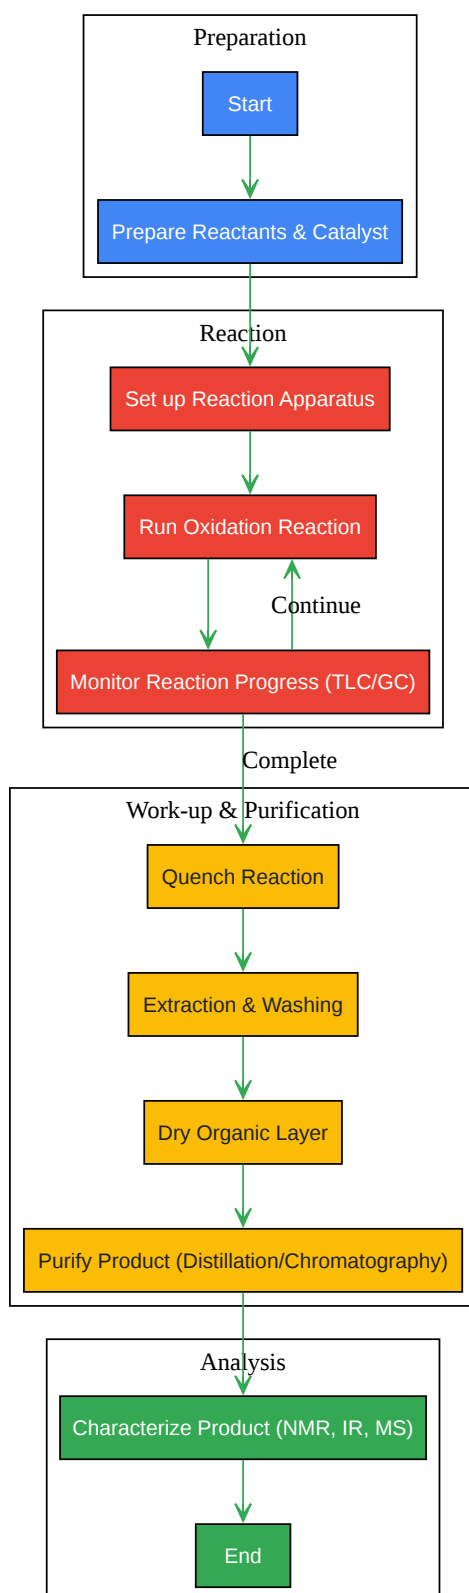 Preparation
Start
Prepare Reactants & Catalyst
Reaction
Set up Reaction Apparatus
Run Oxidation Reaction
Continue
Monitor Reaction Progress (TLC/GC)
Complete
Work-up & Purification
Quench Reaction
Extraction & Washing
Dry Organic Layer
Purify Product (Distillation/Chromatography)
Analysis
Characterize Product (NMR, IR, MS)
End